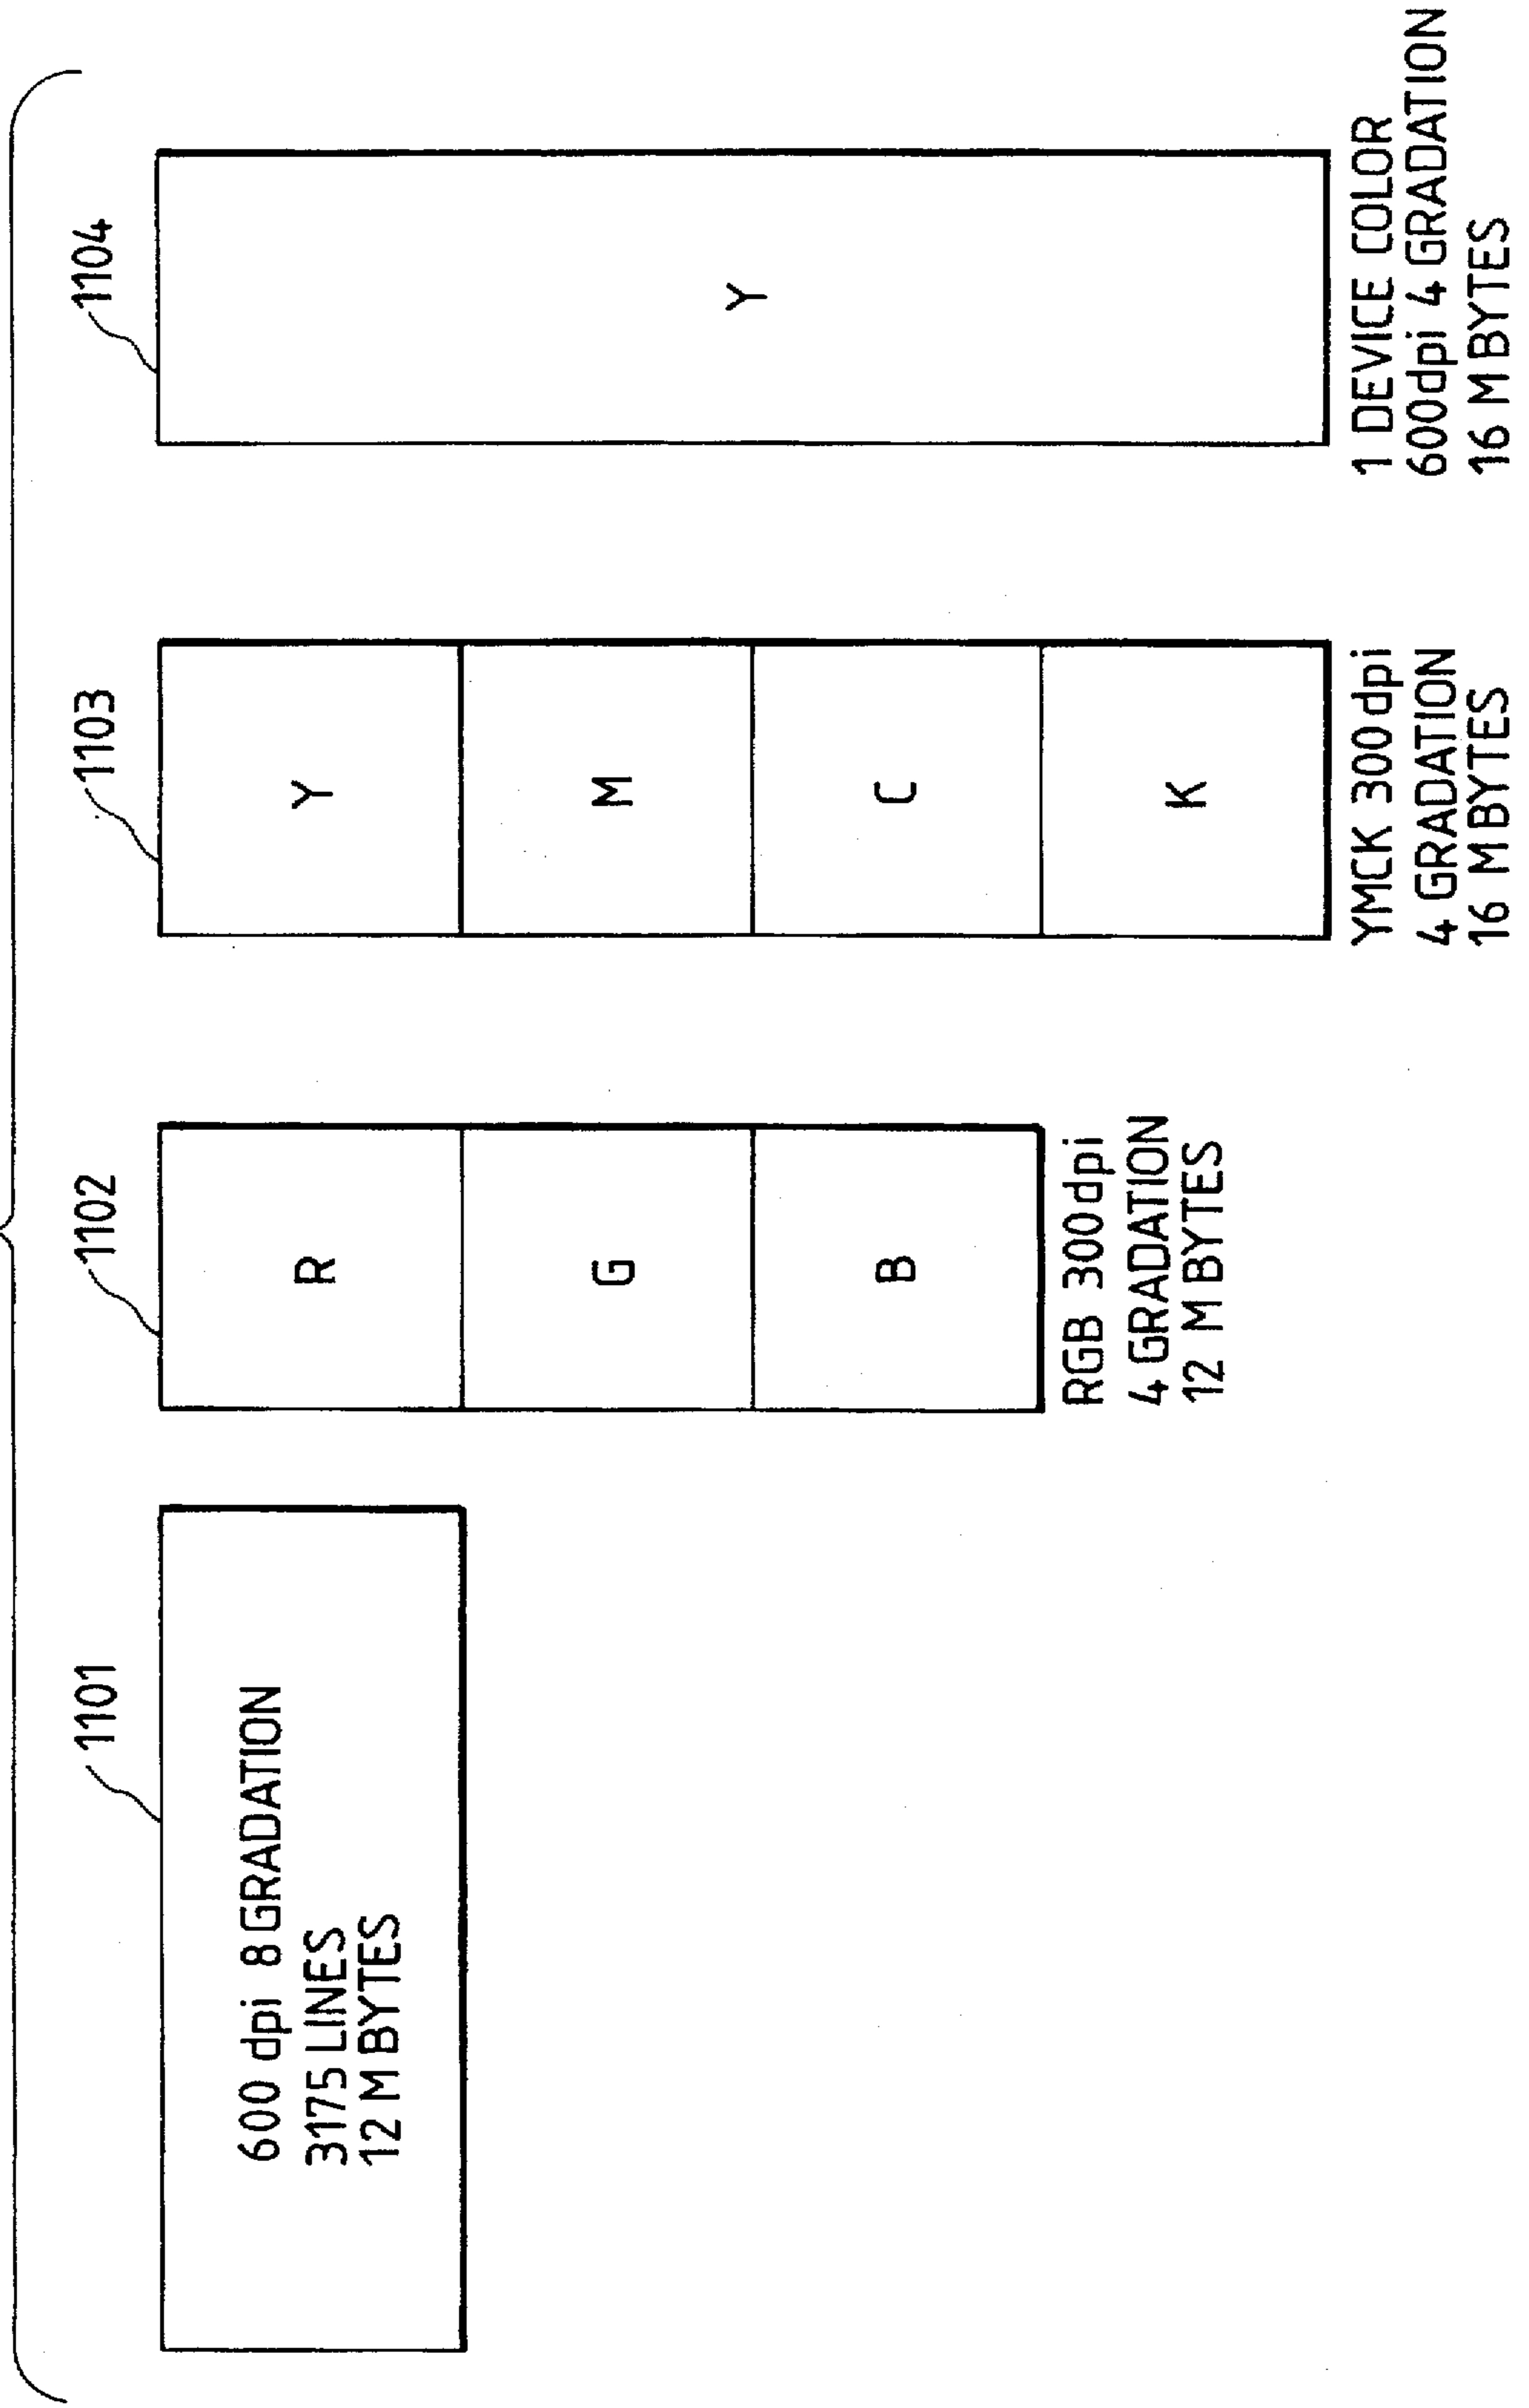 1101
600 dpi 8 GRADATION
3175 LINES
12 M BYTES
1102
R
G
B
RGB 300 dpi
4 GRADATION
12 M BYTES
1103
Y
M
C
K
YMCK 300 dpi
4 GRADATION
16 M BYTES
1104
Y
1 DEVICE COLOR
600dpi 4 GRADATION
16 M BYTES